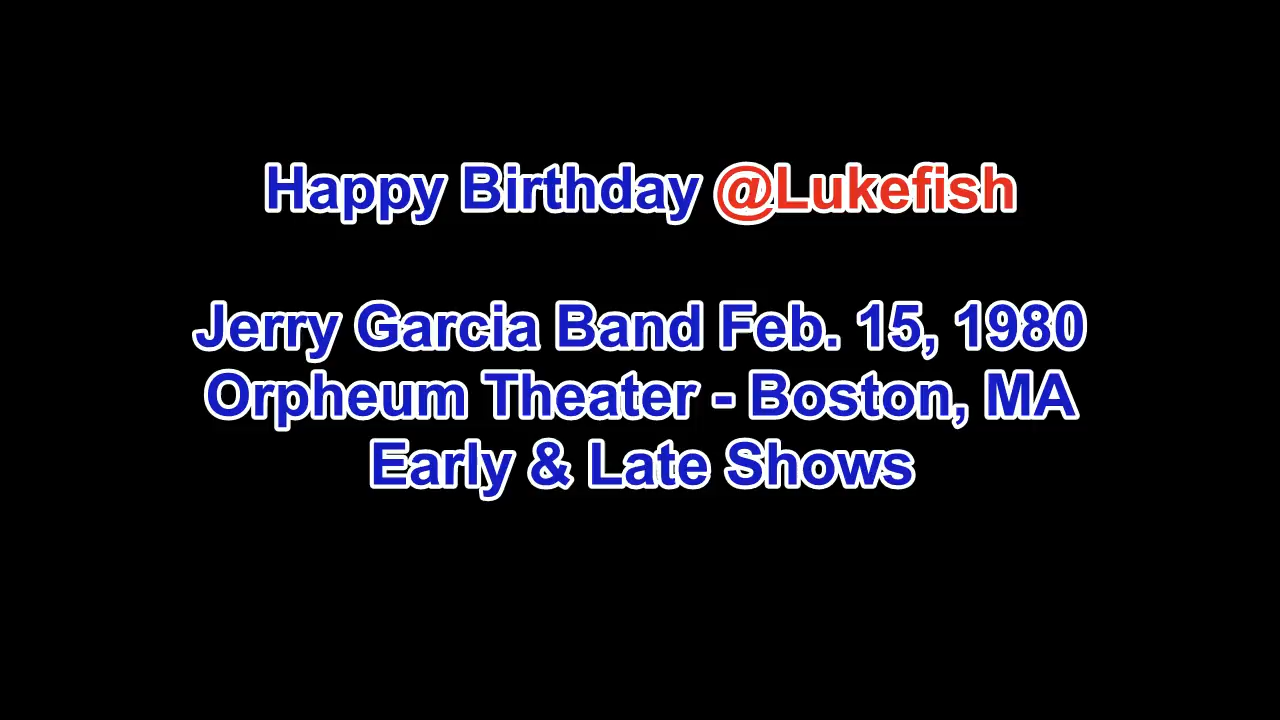 Happy Birthday @Lukefish
Jerry Garcia Band Feb. 15, 1980
Orpheum Theater - Boston, MA
Early & Late Shows